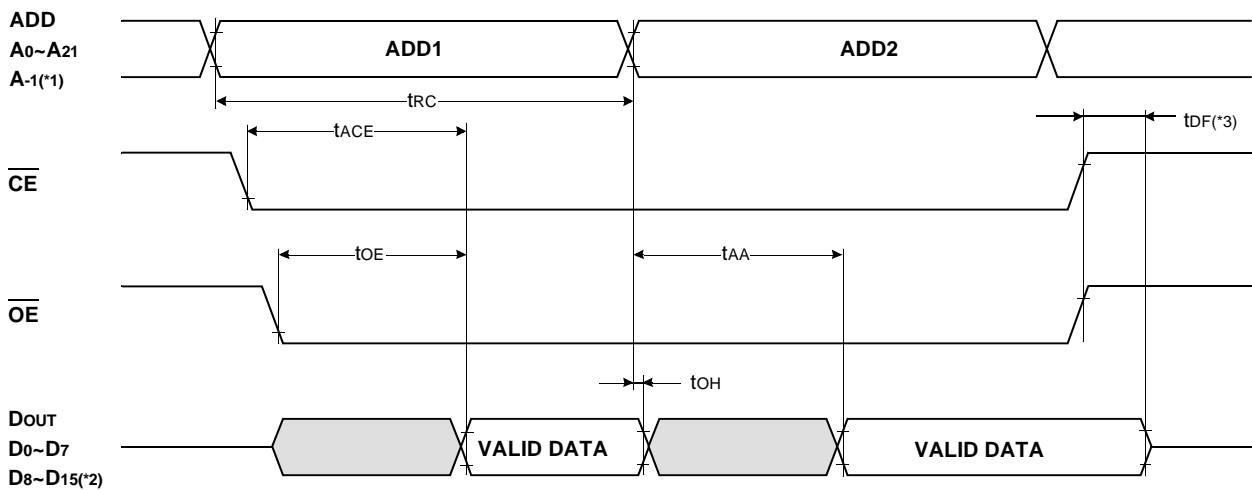 ADD
A0~A21
A-1(*1)
ADD1
ADD2
tRC
tACE
tDF(*3)
CE
tOE
tAA
OE
tOH
DOUT
D0~D7
D8~D15(*2)
VALID DATA
VALID DATA